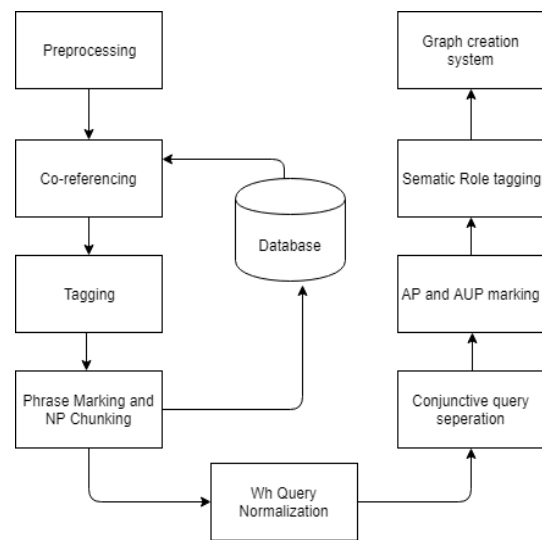 Preprocessing
Co-referencing
Tagging
Phrase Marking and
NP Chunking
Database
Wh Query
Normalization
Conjunctive query
seperation
AP and AUP marking
Sematic Role tagging
Graph creation
system